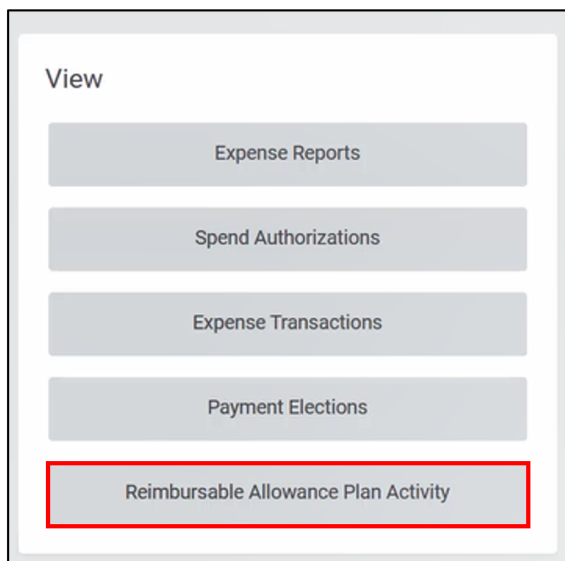 View
Expense Reports
Spend Authorizations
Expense Transactions
Payment Elections
Reimbursable Allowance Plan Activity